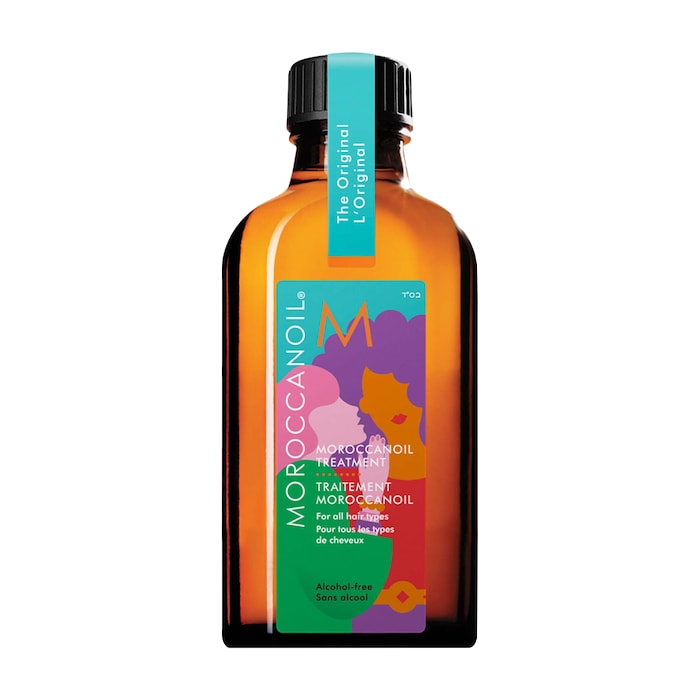 The Original
L'Original
בס"ד
M
MOROCCANOIL®
MOROCCANOIL
TREATMENT
TRAITEMENT
MOROCCANOIL
For all hair types
Pour tous les types
de cheveux
Alcohol-free
Sans alcool